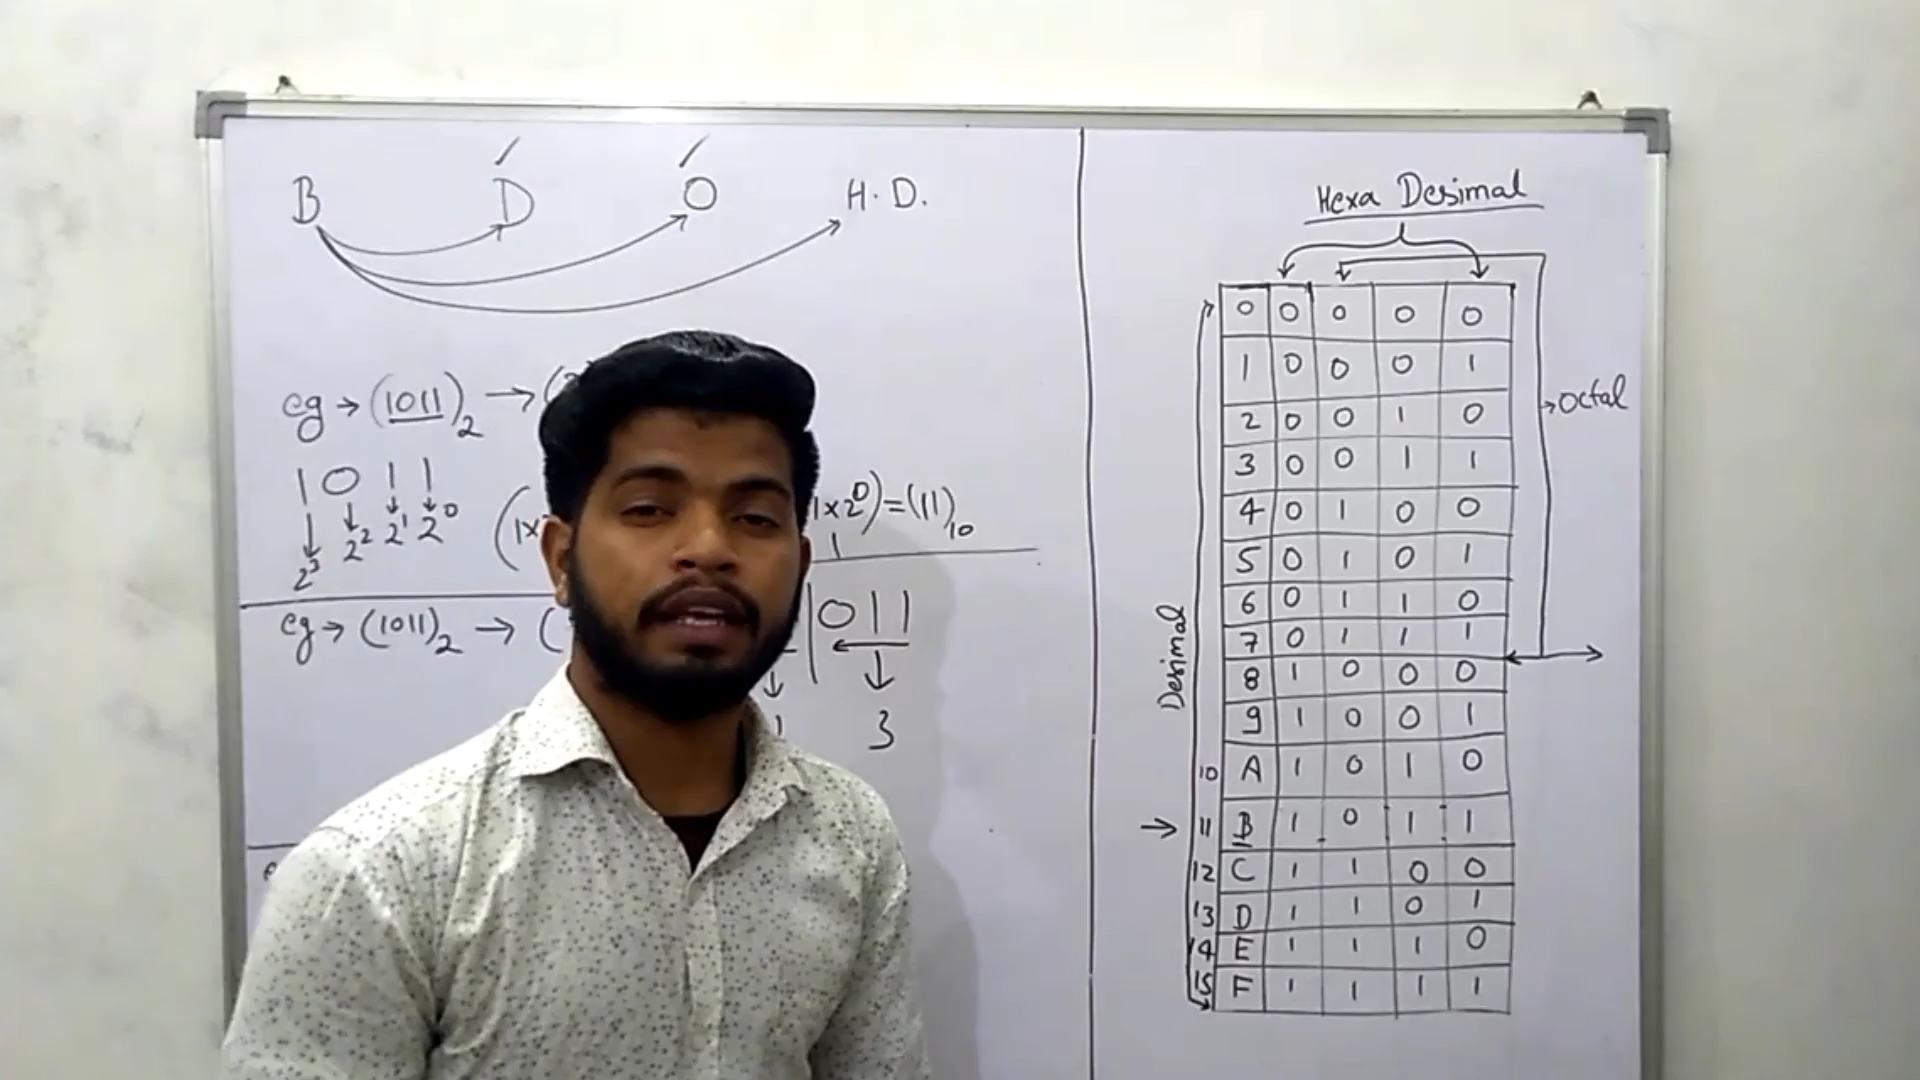 B D O H.D.
eg → (1011)₂ → (
1 0 1 1
2³ 2² 2¹ 2⁰
(1× 1×2⁰) = (11)₁₀
1
eg → (1011)₂ → (
011
3
Hexa Desimal
Octal
Desimal
0 0 0 0 0
1 0 0 0 1
2 0 0 1 0
3 0 0 1 1
4 0 1 0 0
5 0 1 0 1
6 0 1 1 0
7 0 1 1 1
8 1 0 0 0
9 1 0 0 1
10 A 1 0 1 0
→ 11 B 1 0 1 1
12 C 1 1 0 0
13 D 1 1 0 1
14 E 1 1 1 0
15 F 1 1 1 1